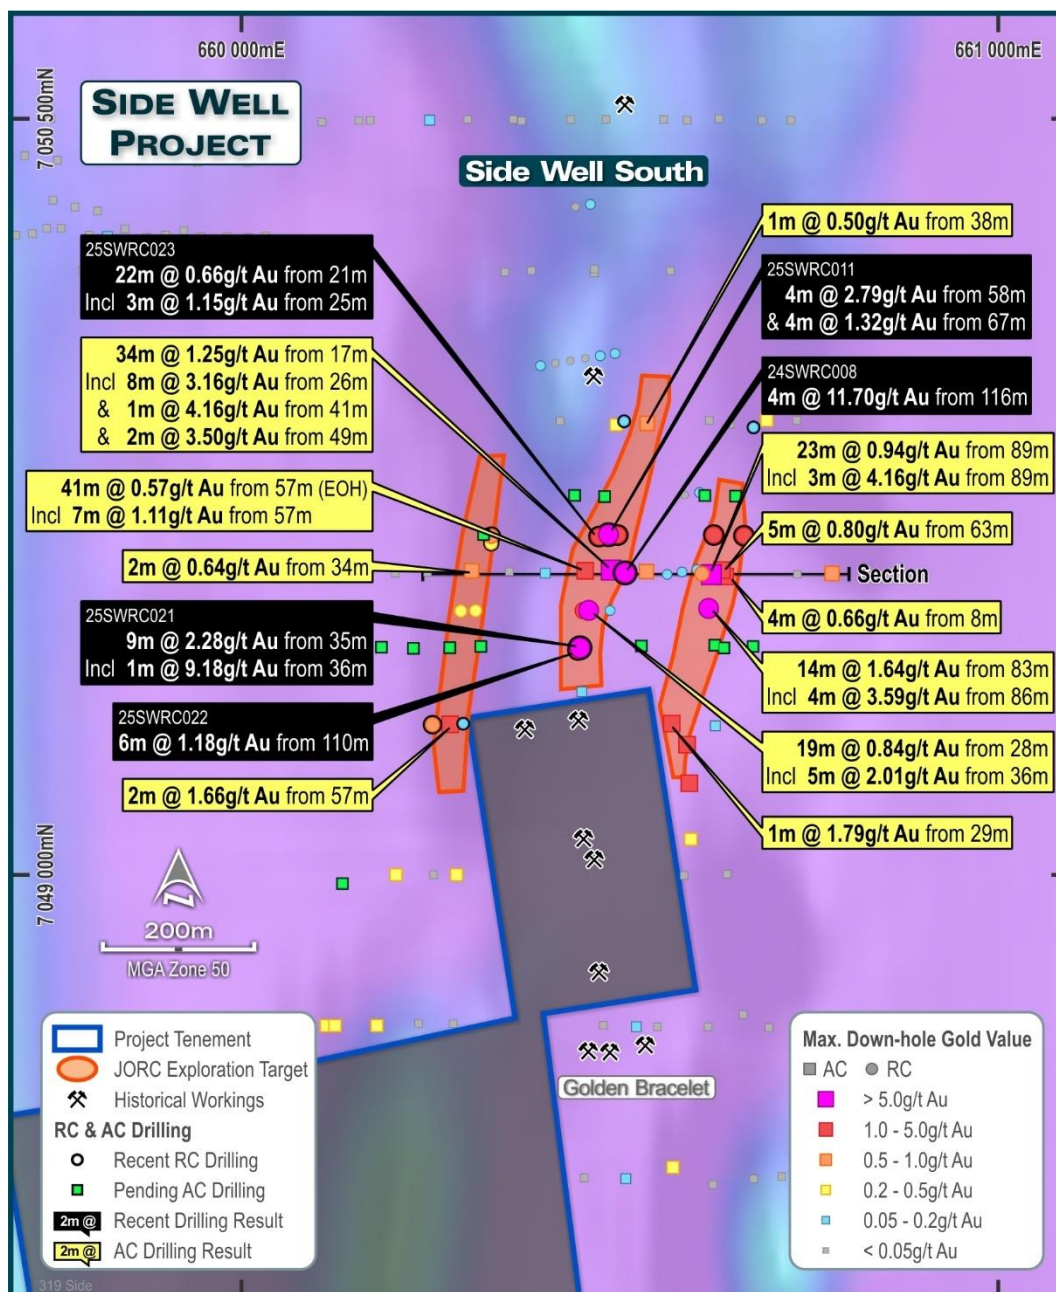 660 000mE
661 000mE
7 050 500mN
SIDE WELL
PROJECT
Side Well South
1m @ 0.50g/t Au from 38m
25SWRC023
22m @ 0.66g/t Au from 21m
Incl 3m @ 1.15g/t Au from 25m
25SWRC011
4m @ 2.79g/t Au from 58m
& 4m @ 1.32g/t Au from 67m
34m @ 1.25g/t Au from 17m
Incl 8m @ 3.16g/t Au from 26m
& 1m @ 4.16g/t Au from 41m
& 2m @ 3.50g/t Au from 49m
24SWRC008
4m @ 11.70g/t Au from 116m
23m @ 0.94g/t Au from 89m
Incl 3m @ 4.16g/t Au from 89m
41m @ 0.57g/t Au from 57m (EOH)
Incl 7m @ 1.11g/t Au from 57m
5m @ 0.80g/t Au from 63m
2m @ 0.64g/t Au from 34m
Section
4m @ 0.66g/t Au from 8m
25SWRC021
9m @ 2.28g/t Au from 35m
Incl 1m @ 9.18g/t Au from 36m
14m @ 1.64g/t Au from 83m
Incl 4m @ 3.59g/t Au from 86m
25SWRC022
6m @ 1.18g/t Au from 110m
19m @ 0.84g/t Au from 28m
Incl 5m @ 2.01g/t Au from 36m
2m @ 1.66g/t Au from 57m
1m @ 1.79g/t Au from 29m
7 049 000mN
N
200m
MGA Zone 50
Golden Bracelet
Project Tenement
JORC Exploration Target
Historical Workings
RC & AC Drilling
Recent RC Drilling
Pending AC Drilling
2m @ Recent Drilling Result
2m @ AC Drilling Result
319 Side
Max. Down-hole Gold Value
AC RC
> 5.0g/t Au
1.0 - 5.0g/t Au
0.5 - 1.0g/t Au
0.2 - 0.5g/t Au
0.05 - 0.2g/t Au
< 0.05g/t Au